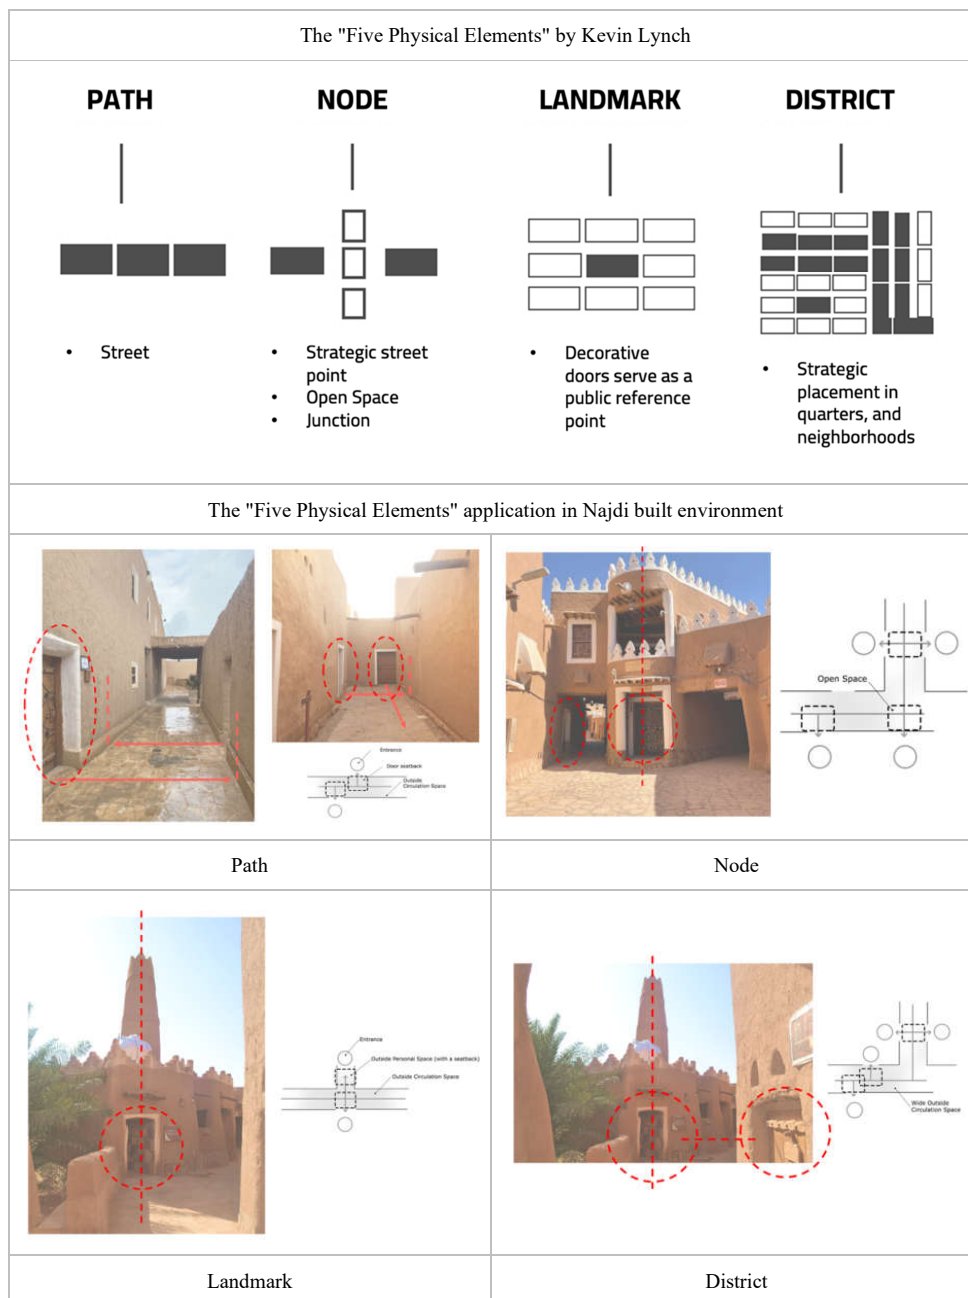 The "Five Physical Elements" by Kevin Lynch
PATH
NODE
LANDMARK
DISTRICT
• Street
• Strategic street
point
• Open Space
• Junction
• Decorative
doors serve as a
public reference
point
• Strategic
placement in
quarters, and
neighborhoods
The "Five Physical Elements" application in Najdi built environment
Entrance
Door seatback
Outside
Circulation Space
Open Space
Path
Node
Entrance
Outside Personal Space (with a seatback)
Outside Circulation Space
Wide Outside
Circulation Space
Landmark
District